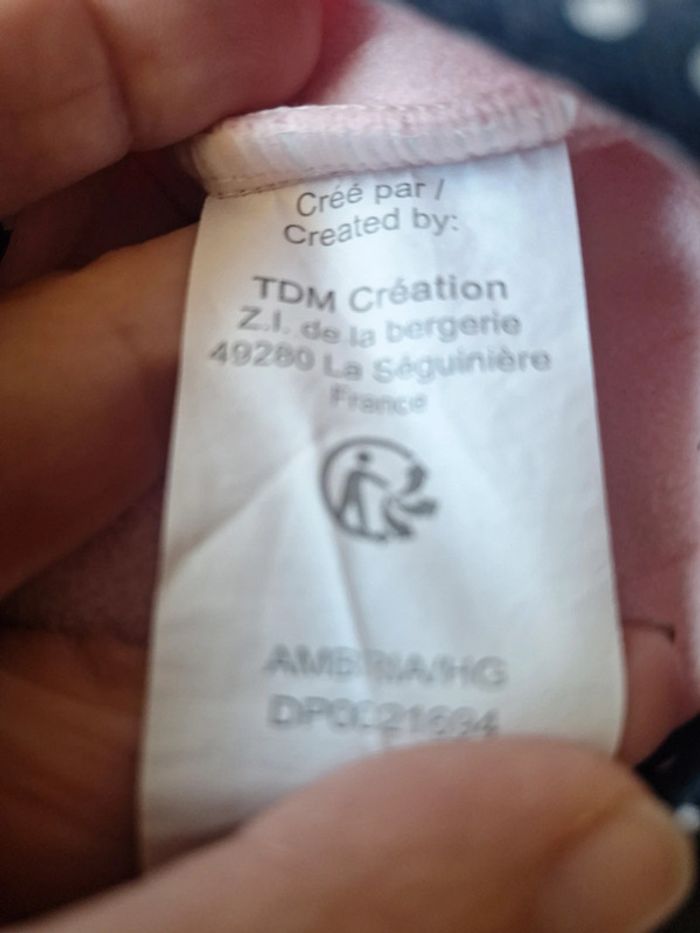 Créé par /
Created by:
TDM Création
Z.I. de la bergerie
49280 La Séguinière
France